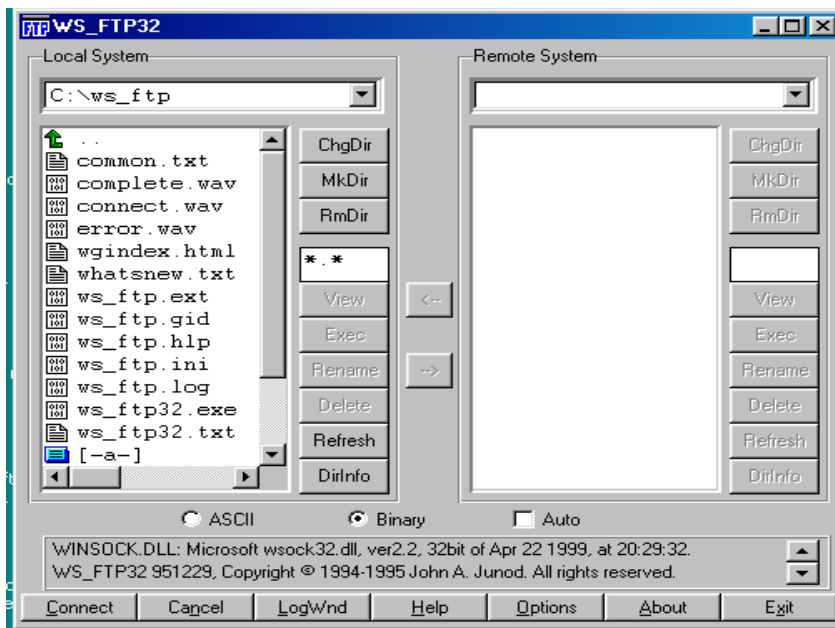 WS_FTP32
Local System
C:\ws_ftp
..
common.txt
complete.wav
connect.wav
error.wav
wgindex.html
whatsnew.txt
ws_ftp.ext
ws_ftp.gid
ws_ftp.hlp
ws_ftp.ini
ws_ftp.log
ws_ftp32.exe
ws_ftp32.txt
[-a-]
ChgDir
MkDir
RmDir
*.*
View
Exec
Rename
Delete
Refresh
DirInfo
<--
-->
Remote System
ChgDir
MkDir
RmDir
View
Exec
Rename
Delete
Refresh
DirInfo
ASCII Binary Auto
WINSOCK.DLL: Microsoft wsock32.dll, ver2.2, 32bit of Apr 22 1999, at 20:29:32.
WS_FTP32 951229, Copyright © 1994-1995 John A. Junod. All rights reserved.
Connect Cancel LogWnd Help Options About Exit